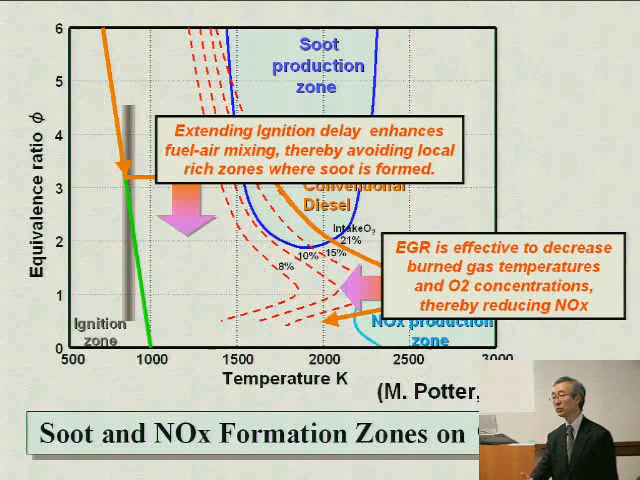 6
5
4
3
2
1
0
Equivalence ratio ϕ
Soot
production
zone
Extending Ignition delay enhances
fuel-air mixing, thereby avoiding local
rich zones where soot is formed.
Conventional
Diesel
IntakeO2
21%
15%
10%
8%
EGR is effective to decrease
burned gas temperatures
and O2 concentrations,
thereby reducing NOx
NOx production
zone
Ignition
zone
500 1000 1500 2000 2500 3000
Temperature K
(M. Potter,
Soot and NOx Formation Zones on